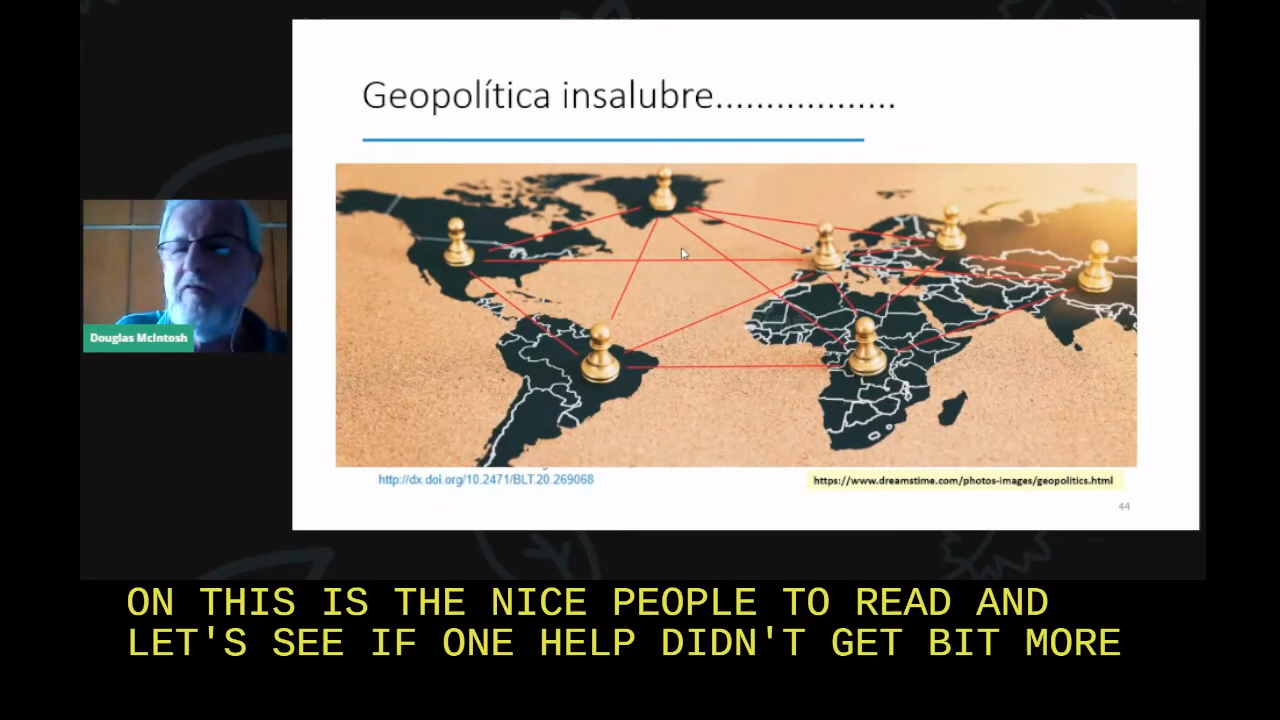 Geopolítica insalubre..................
Douglas McIntosh
http://dx.doi.org/10.2471/BLT.20.269068
https://www.dreamstime.com/photos-images/geopolitics.html
44
ON THIS IS THE NICE PEOPLE TO READ AND
LET'S SEE IF ONE HELP DIDN'T GET BIT MORE